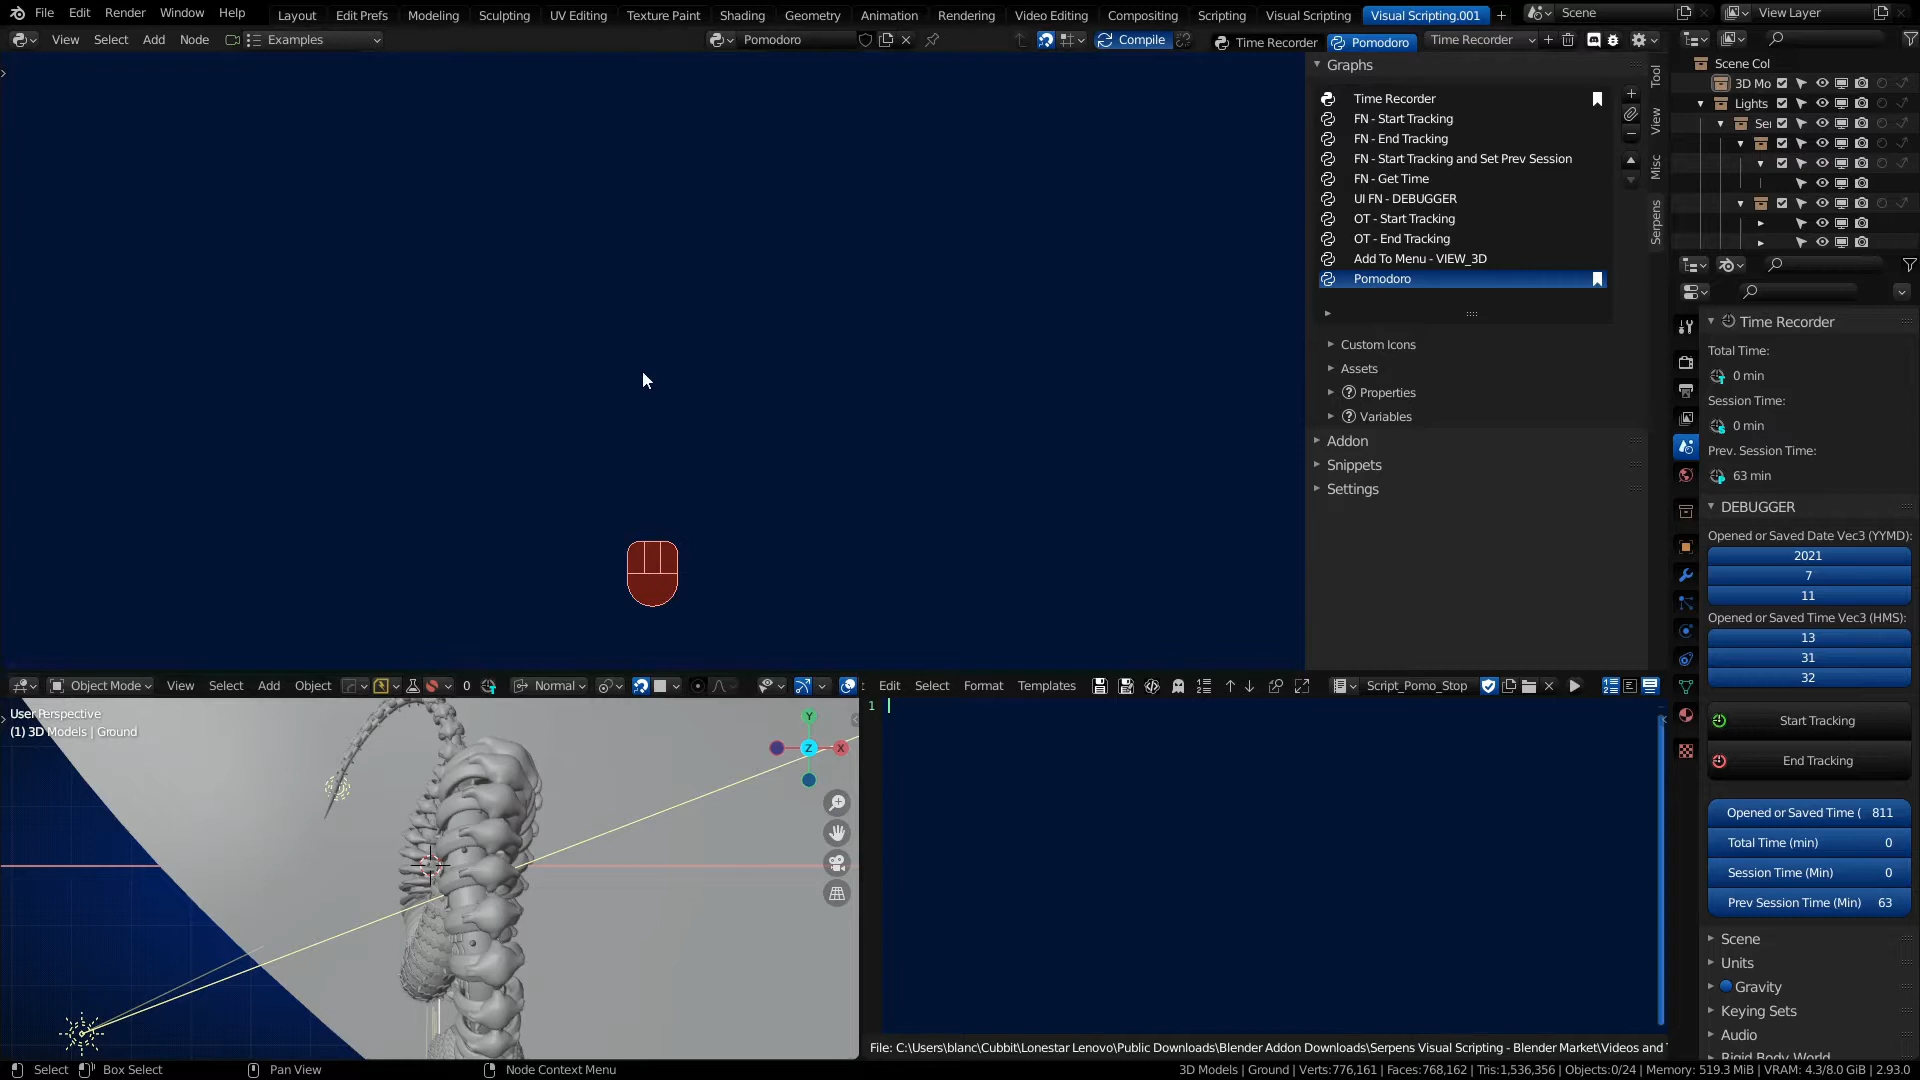 File Edit Render Window Help Layout Edit Prefs Modeling Sculpting UV Editing Texture Paint Shading Geometry Animation Rendering Video Editing Compositing Scripting Visual Scripting Visual Scripting.001 + Scene View Layer
View Select Add Node Examples Pomodoro Compile Time Recorder Pomodoro Time Recorder
Graphs
Time Recorder
FN - Start Tracking
FN - End Tracking
FN - Start Tracking and Set Prev Session
FN - Get Time
UI FN - DEBUGGER
OT - Start Tracking
OT - End Tracking
Add To Menu - VIEW_3D
Pomodoro
Custom Icons
Assets
Properties
Variables
Addon
Snippets
Settings
Tool
View
Misc
Serpens
Scene Col
3D Mo
Lights
Time Recorder
Total Time:
0 min
Session Time:
0 min
Prev. Session Time:
63 min
DEBUGGER
Opened or Saved Date Vec3 (YYMD):
2021
7
11
Opened or Saved Time Vec3 (HMS):
13
31
32
Start Tracking
End Tracking
Opened or Saved Time ( 811
Total Time (min) 0
Session Time (Min) 0
Prev Session Time (Min) 63
Scene
Units
Gravity
Keying Sets
Audio
Rigid Body World
Object Mode View Select Add Object 0 Normal
User Perspective
(1) 3D Models | Ground
Y
Z
X
Edit Select Format Templates Script_Pomo_Stop
1
File: C:\Users\blanc\Cubbit\Lonestar Lenovo\Public Downloads\Blender Addon Downloads\Serpens Visual Scripting - Blender Market\Videos and
Select Box Select Pan View Node Context Menu 3D Models | Ground | Verts:776,161 | Faces:768,162 | Tris:1,536,356 | Objects:0/24 | Memory: 519.3 MiB | VRAM: 4.3/8.0 GiB | 2.93.0